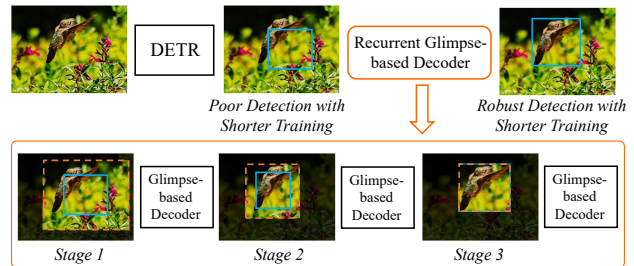 DETR
Recurrent Glimpse-
based Decoder
Poor Detection with
Shorter Training
Robust Detection with
Shorter Training
Glimpse-
based
Decoder
Glimpse-
based
Decoder
Glimpse-
based
Decoder
Stage 1
Stage 2
Stage 3